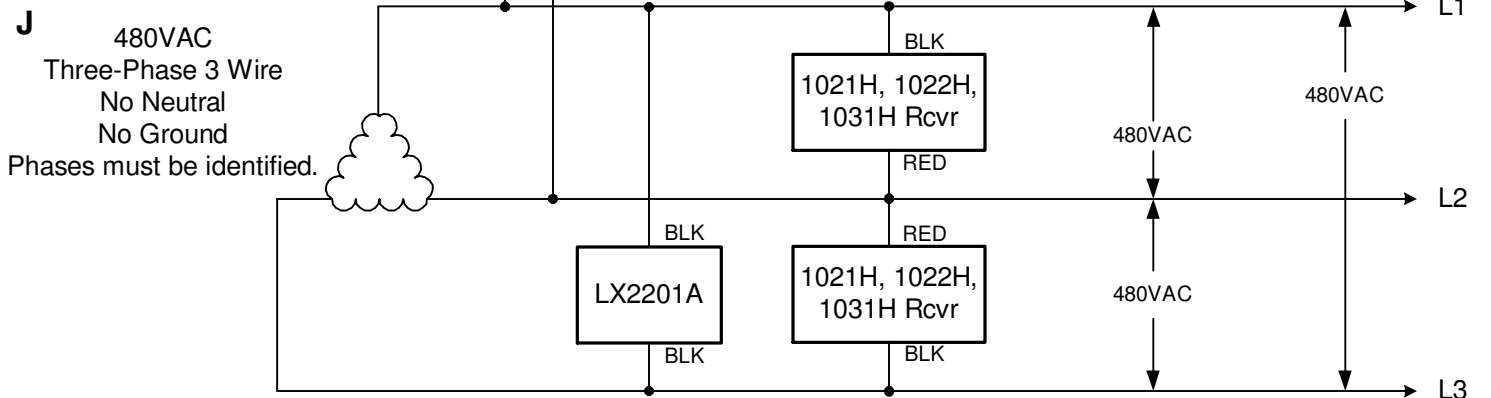 J
480VAC
Three-Phase 3 Wire
No Neutral
No Ground
Phases must be identified.
L1
BLK
1021H, 1022H,
1031H Rcvr
RED
480VAC
480VAC
L2
BLK
LX2201A
BLK
RED
1021H, 1022H,
1031H Rcvr
BLK
480VAC
L3